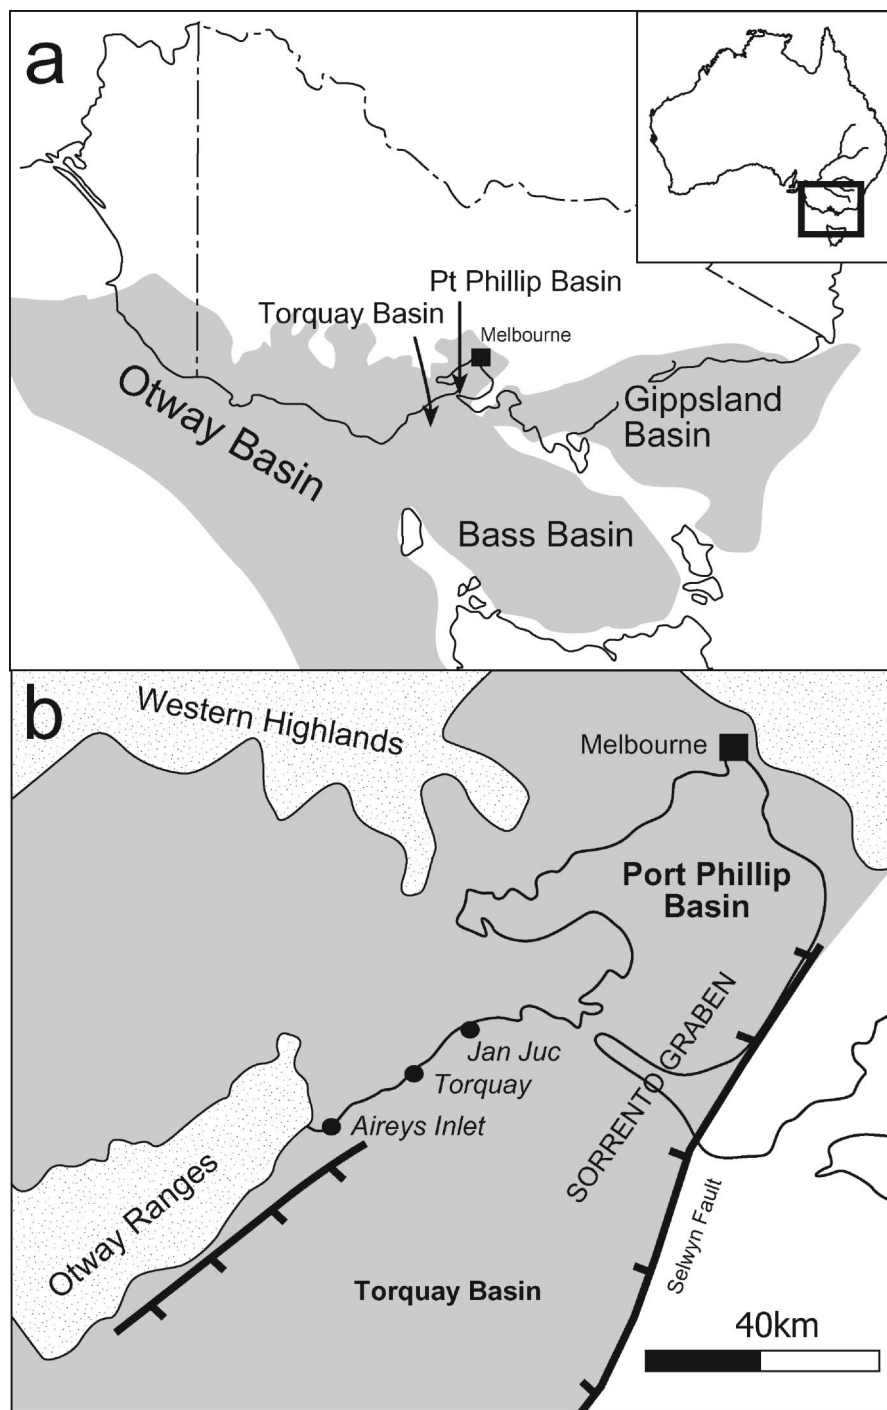 a
Pt Phillip Basin
Torquay Basin
Melbourne
Otway Basin
Gippsland
Basin
Bass Basin
b
Western Highlands
Melbourne
Port Phillip
Basin
SORRENTO GRABEN
Jan Juc
Torquay
Aireys Inlet
Otway Ranges
Selwyn Fault
Torquay Basin
40km